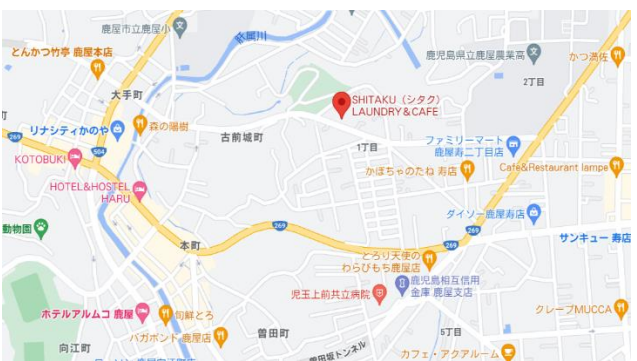 鹿屋市立鹿屋小
とんかつ竹亭 鹿屋本店
鹿児島県立鹿屋農業高
かつ満佐
2丁目
大手町
SHITAKU（シタク）
LAUNDRY＆CAFE
リナシティかのや
森の陽樹
古前城町
1丁目
ファミリーマート
鹿屋寿二丁目店
504
KOTOBUKI
かぼちゃのたね 寿店
Cafe&Restaurant lampe
HOTEL&HOSTEL
HARU
269
ダイソー鹿屋寿店
動物園
269
269
サンキュー 寿店
本町
とろり天使の
わらびもち鹿屋店
児玉上前共立病院
鹿児島相互信用
金庫 鹿屋支店
ホテルアルムコ 鹿屋
旬鮮とろ
クレープMUCCA
バガボンド 鹿屋店
曽田町
5丁目
向江町
曽田坂トンネル
カフェ・アクアルーム